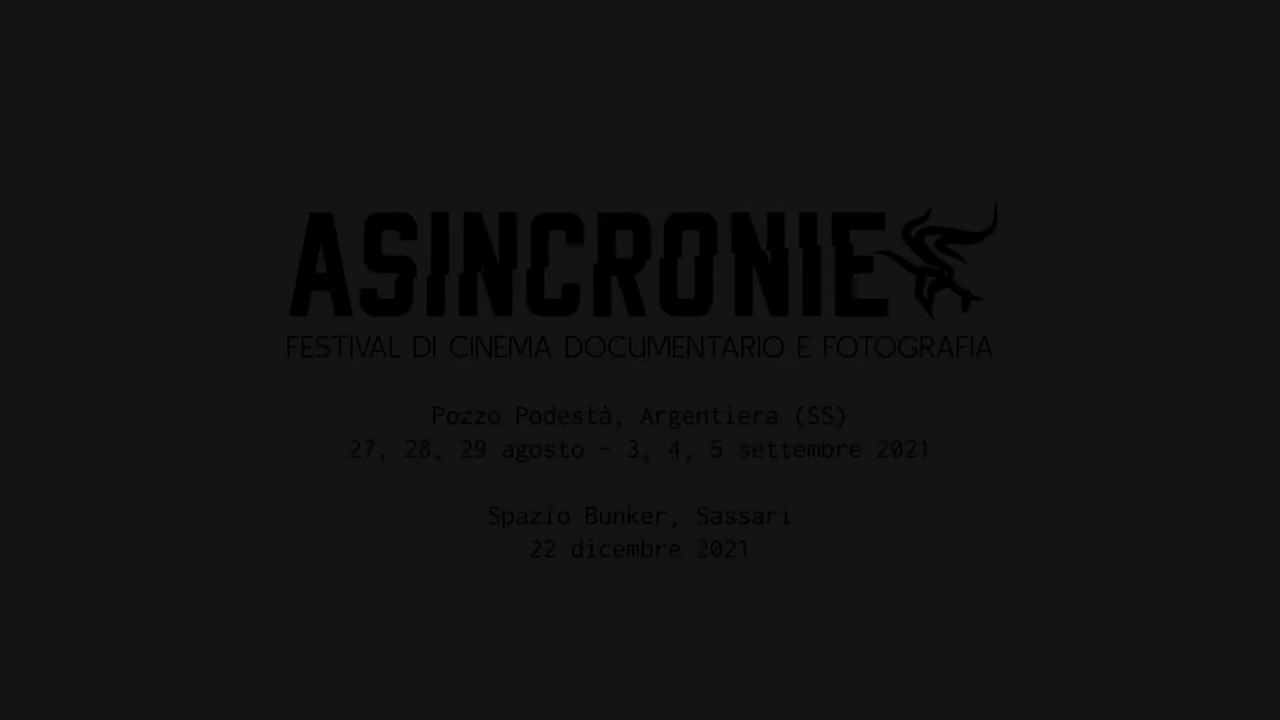 ASINCRONIE
FESTIVAL DI CINEMA DOCUMENTARIO E FOTOGRAFIA
Pozzo Podestà, Argentiera (SS)
27, 28, 29 agosto - 3, 4, 5 settembre 2021
Spazio Bunker, Sassari
22 dicembre 2021